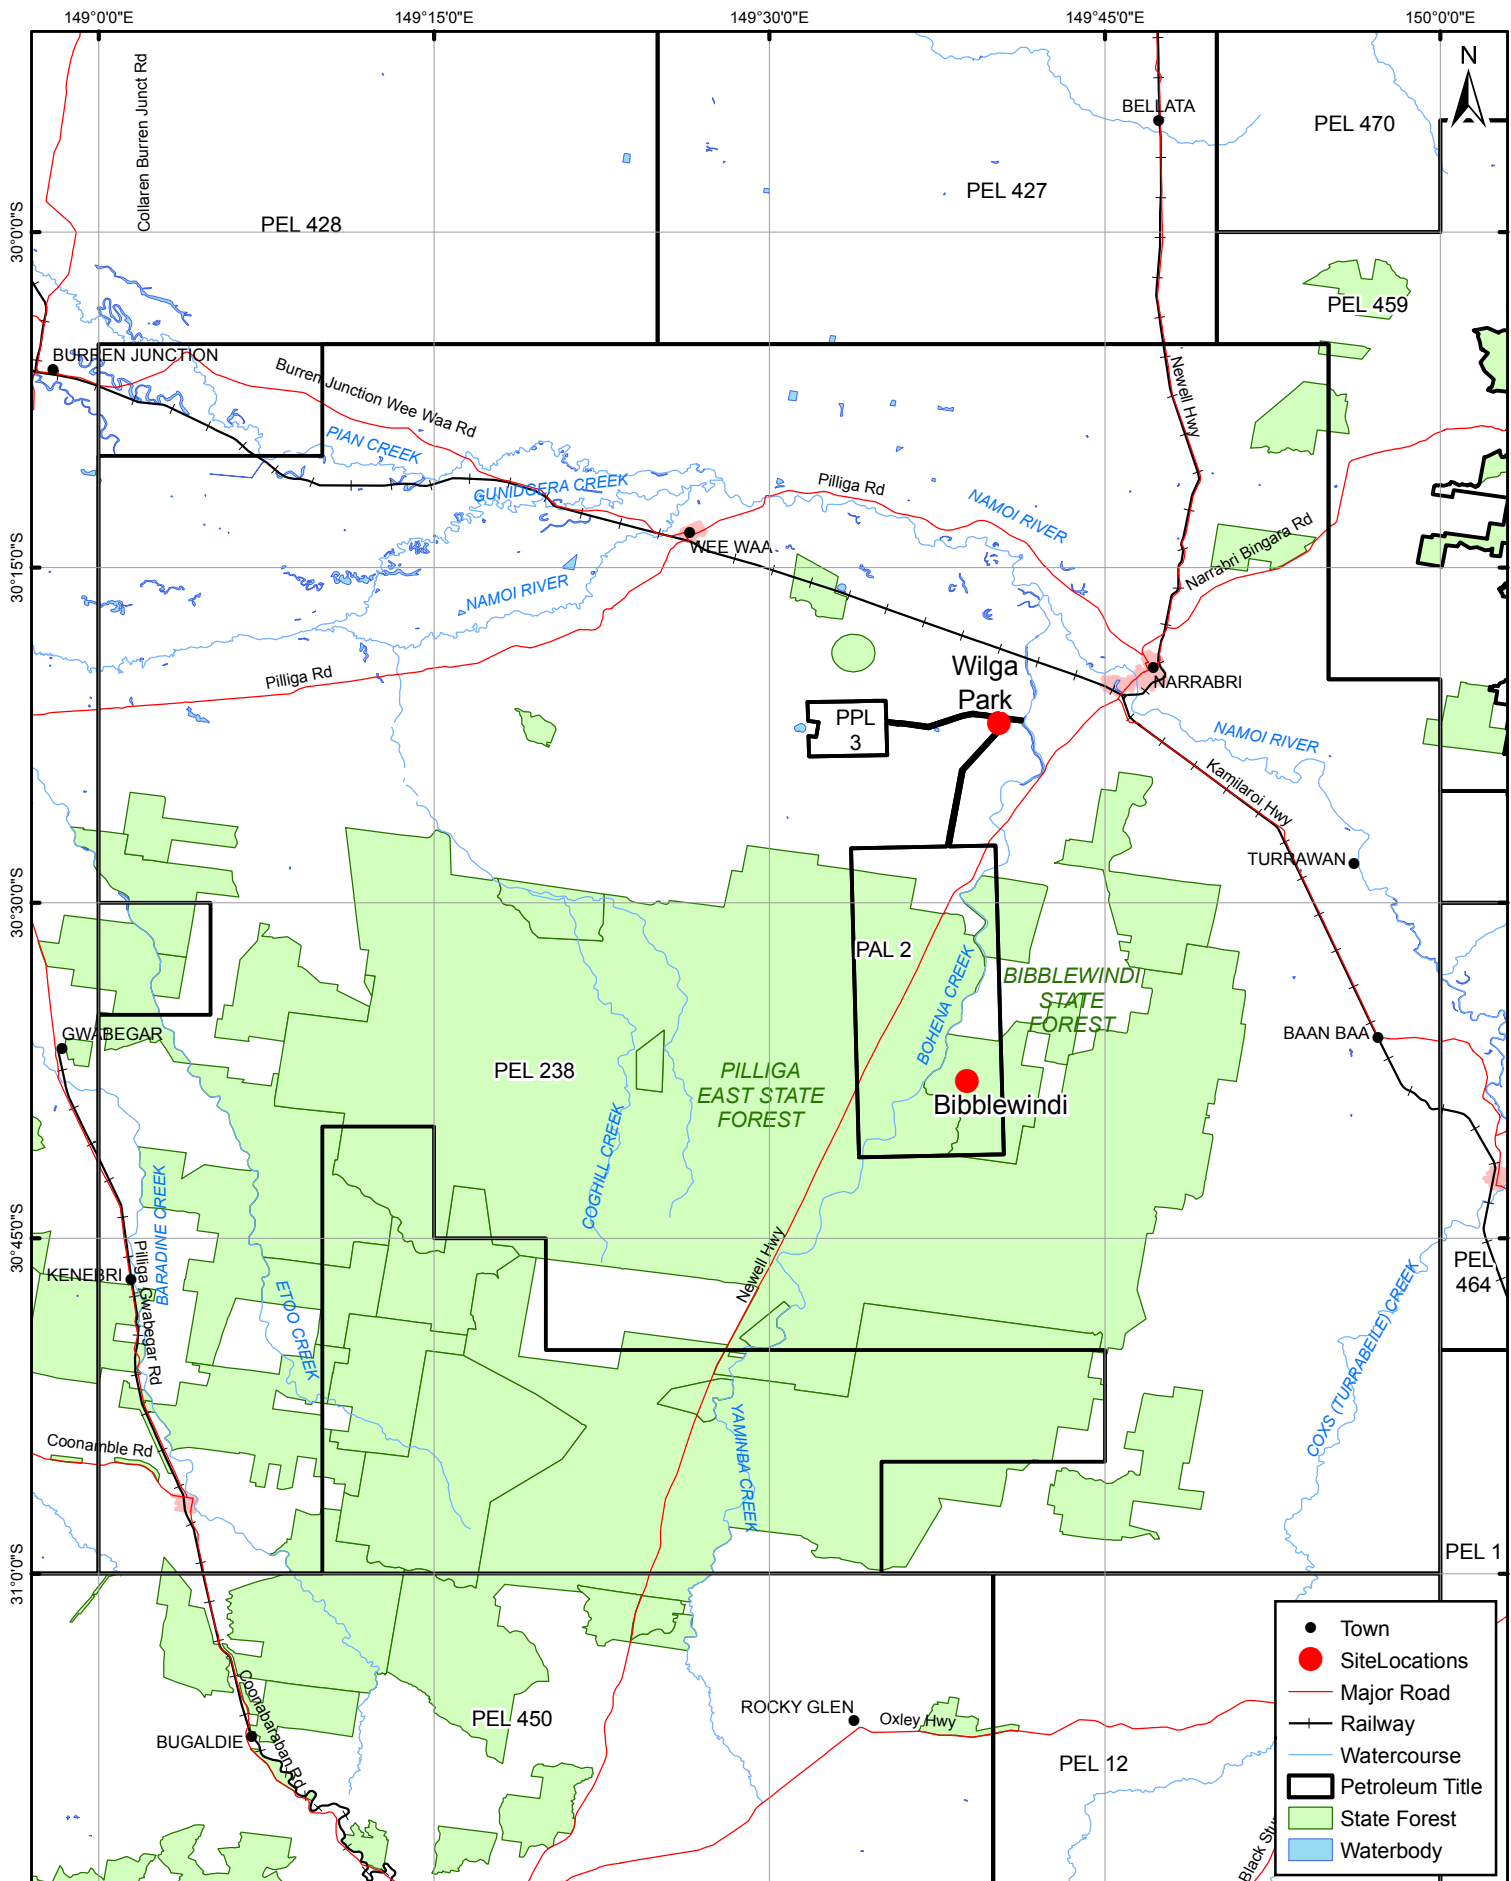 149°0'0"E
149°15'0"E
149°30'0"E
149°45'0"E
150°0'0"E
N
Collaren Burren Junct Rd
BELLATA
PEL 470
PEL 427
PEL 428
30°0'0"S
PEL 459
BURREN JUNCTION
Burren Junction Wee Waa Rd
Newell Hwy
PIAN CREEK
GUNIDGERA CREEK
Pilliga Rd
NAMOI RIVER
WEE WAA
Narrabri Bingara Rd
30°15'0"S
NAMOI RIVER
Pilliga Rd
Wilga
Park
NARRABRI
PPL
3
NAMOI RIVER
Kamilaroi Hwy
TURRAWAN
30°30'0"S
PAL 2
BOHENA CREEK
BIBBLEWINDI
STATE
FOREST
GWABEGAR
BAAN BAA
PEL 238
PILLIGA
EAST STATE
FOREST
Bibblewindi
COGHILL CREEK
BARADINE CREEK
30°45'0"S
Newell Hwy
PEL
464
KENEBRI
Pilliga Gwabegar Rd
ETOO CREEK
COXS (TURRABEILE) CREEK
YAMINBA CREEK
Coonamble Rd
PEL 1
31°0'0"S
Coonabaraban Rd
PEL 450
ROCKY GLEN
Oxley Hwy
BUGALDIE
PEL 12
Black Stu
Town
SiteLocations
Major Road
Railway
Watercourse
Petroleum Title
State Forest
Waterbody